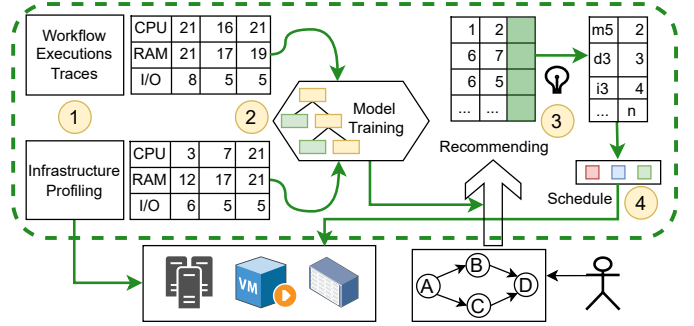 Workflow
Executions
Traces
CPU 21 16 21
RAM 21 17 19
I/O 8 5 5
1
2
Model
Training
1 2
6 7
6 5
... ...
3
m5 2
d3 3
i3 4
... n
Infrastructure
Profiling
CPU 3 7 21
RAM 12 17 21
I/O 6 5 5
Recommending
Schedule
4
VM
A
B
C
D